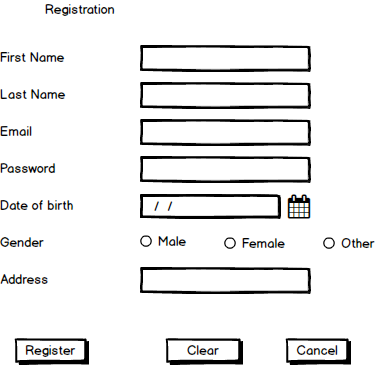 Registration
First Name
Last Name
Email
Password
Date of birth / /
Gender Male Female Other
Address
Register Clear Cancel